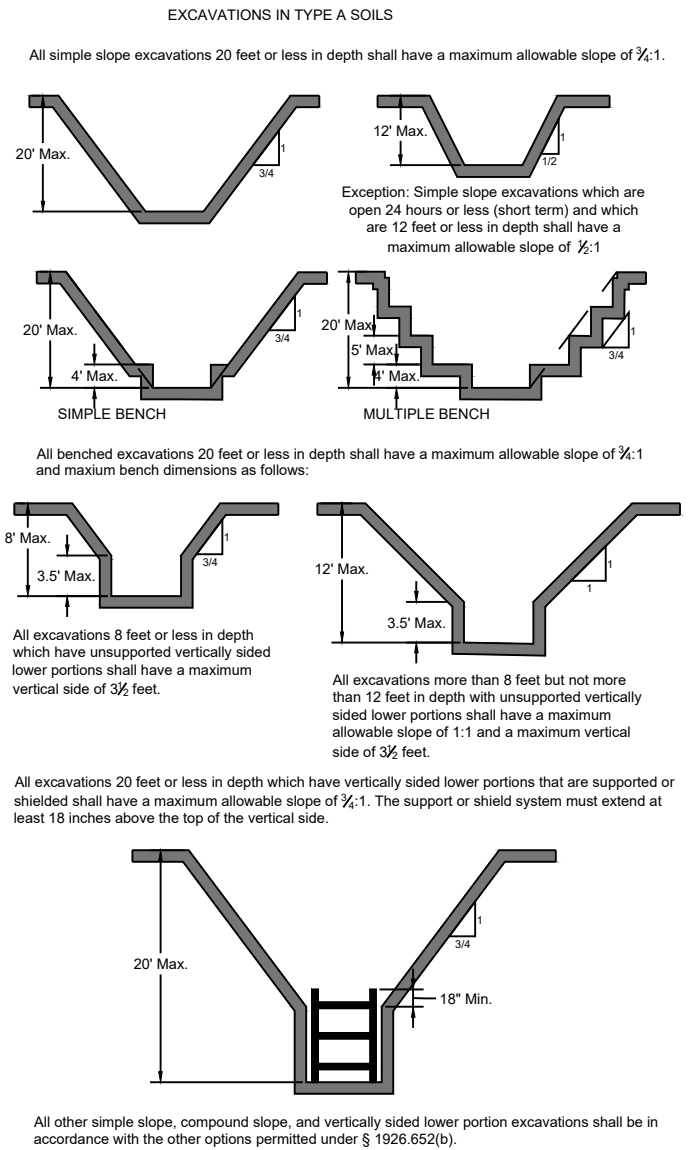 EXCAVATIONS IN TYPE A SOILS
All simple slope excavations 20 feet or less in depth shall have a maximum allowable slope of ¾:1.
20' Max.
1
3/4
12' Max.
1
1/2
Exception: Simple slope excavations which are
open 24 hours or less (short term) and which
are 12 feet or less in depth shall have a
maximum allowable slope of ½:1
20' Max.
4' Max.
1
3/4
SIMPLE BENCH
20' Max
5' Max
4' Max.
1
3/4
MULTIPLE BENCH
All benched excavations 20 feet or less in depth shall have a maximum allowable slope of ¾:1
and maxium bench dimensions as follows:
8' Max.
3.5' Max.
1
3/4
All excavations 8 feet or less in depth
which have unsupported vertically sided
lower portions shall have a maximum
vertical side of 3½ feet.
12' Max.
3.5' Max.
1
1
All excavations more than 8 feet but not more
than 12 feet in depth with unsupported vertically
sided lower portions shall have a maximum
allowable slope of 1:1 and a maximum vertical
side of 3½ feet.
All excavations 20 feet or less in depth which have vertically sided lower portions that are supported or
shielded shall have a maximum allowable slope of ¾:1. The support or shield system must extend at
least 18 inches above the top of the vertical side.
20' Max.
1
3/4
18" Min.
All other simple slope, compound slope, and vertically sided lower portion excavations shall be in
accordance with the other options permitted under § 1926.652(b).